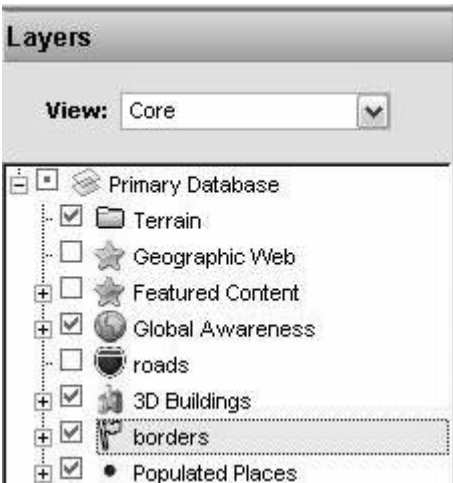 Layers
View: Core
Primary Database
Terrain
Geographic Web
Featured Content
Global Awareness
roads
3D Buildings
borders
Populated Places